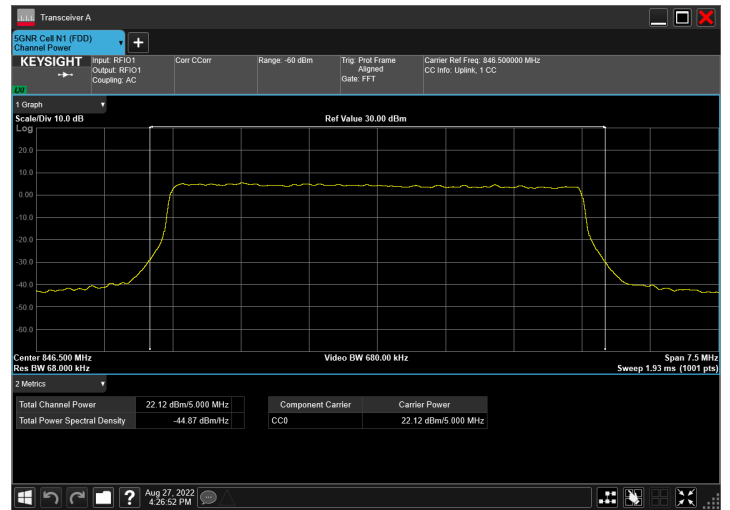 Transceiver A
5GNR Cell N1 (FDD)
Channel Power
KEYSIGHT
Input: RFIO1
Output: RFIO1
Coupling: AC
Corr CCorr
Range: -60 dBm
Trig: Prot Frame
Aligned
Gate: FFT
Carrier Ref Freq: 846.500000 MHz
CC Info: Uplink, 1 CC
1 Graph
Scale/Div 10.0 dB
Ref Value 30.00 dBm
Log
20.0
10.0
0.00
-10.0
-20.0
-30.0
-40.0
-50.0
-60.0
Center 846.500 MHz
Video BW 680.00 kHz
Span 7.5 MHz
Res BW 68.000 kHz
Sweep 1.93 ms (1001 pts)
2 Metrics
Total Channel Power 22.12 dBm/5.000 MHz
Total Power Spectral Density -44.87 dBm/Hz
Component Carrier Carrier Power
CC0 22.12 dBm/5.000 MHz
?
Aug 27, 2022
4:26:52 PM